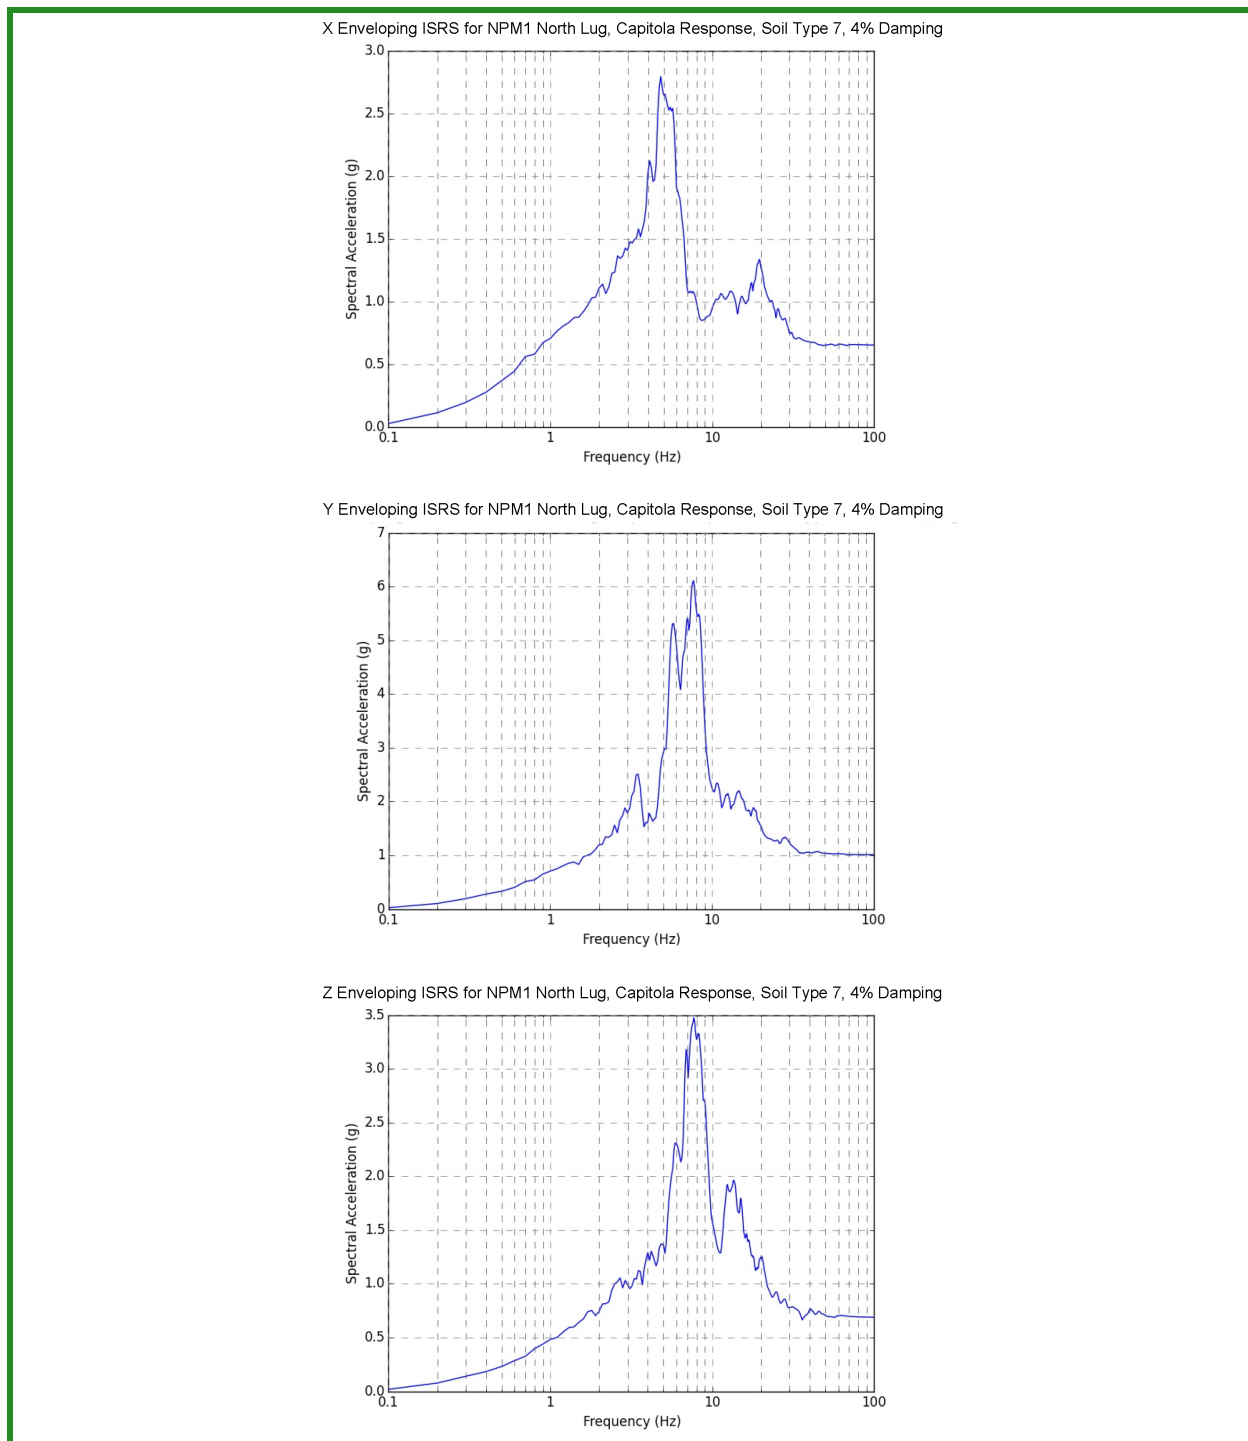 X Enveloping ISRS for NPM1 North Lug, Capitola Response, Soil Type 7, 4% Damping
3.0
2.5
2.0
1.5
1.0
0.5
0.0
Spectral Acceleration (g)
0.1 1 10 100
Frequency (Hz)
Y Enveloping ISRS for NPM1 North Lug, Capitola Response, Soil Type 7, 4% Damping
7
6
5
4
3
2
1
0
Spectral Acceleration (g)
0.1 1 10 100
Frequency (Hz)
Z Enveloping ISRS for NPM1 North Lug, Capitola Response, Soil Type 7, 4% Damping
3.5
3.0
2.5
2.0
1.5
1.0
0.5
0.0
Spectral Acceleration (g)
0.1 1 10 100
Frequency (Hz)